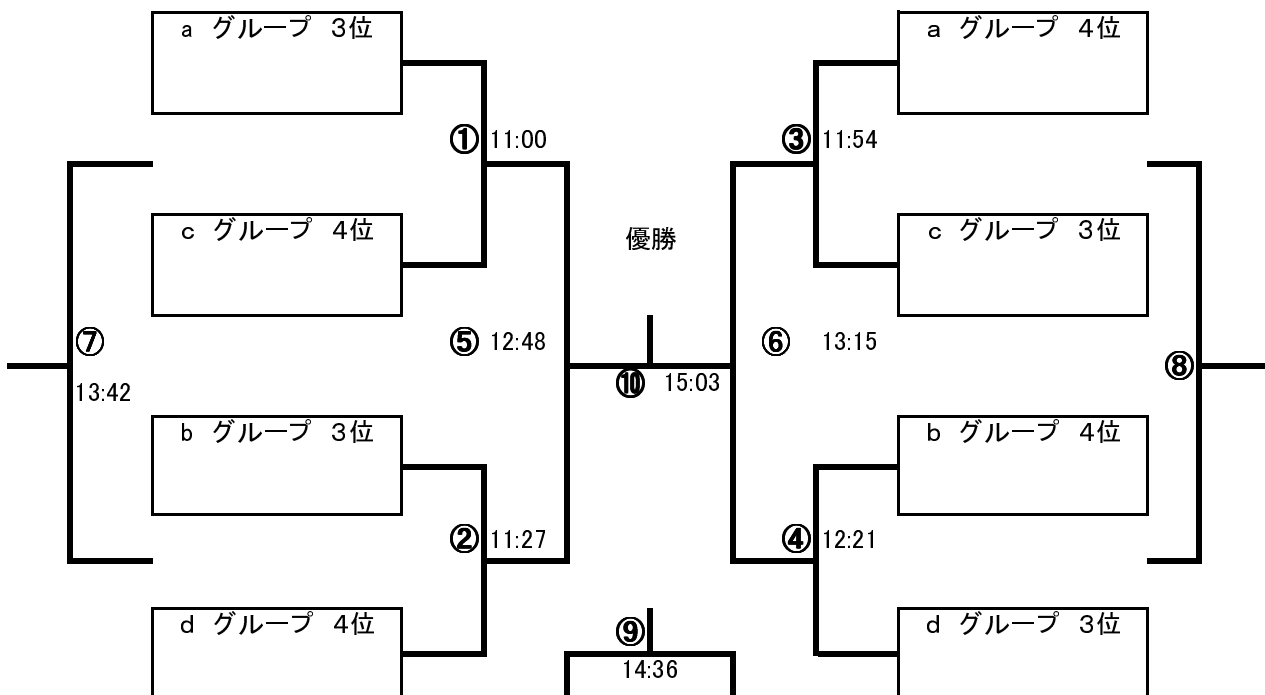 a グループ 3位
a グループ 4位
① 11:00
③ 11:54
c グループ 4位
優勝
c グループ 3位
⑦
⑤ 12:48
⑥ 13:15
⑧
13:42
⑩ 15:03
b グループ 3位
b グループ 4位
② 11:27
④ 12:21
d グループ 4位
⑨
d グループ 3位
14:36